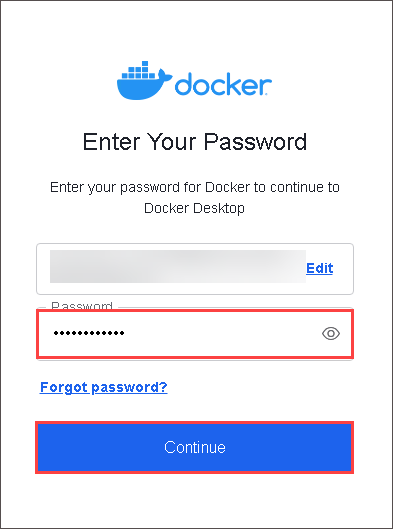 docker
Enter Your Password
Enter your password for Docker to continue to
Docker Desktop
Edit
Password
••••••••••••
Forgot password?
Continue